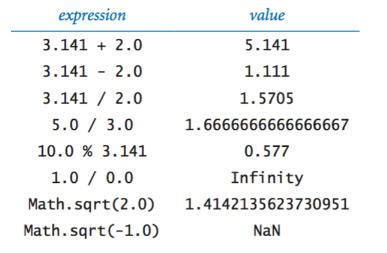 expression value
3.141 + 2.0 5.141
3.141 - 2.0 1.111
3.141 / 2.0 1.5705
5.0 / 3.0 1.6666666666666667
10.0 % 3.141 0.577
1.0 / 0.0 Infinity
Math.sqrt(2.0) 1.4142135623730951
Math.sqrt(-1.0) NaN